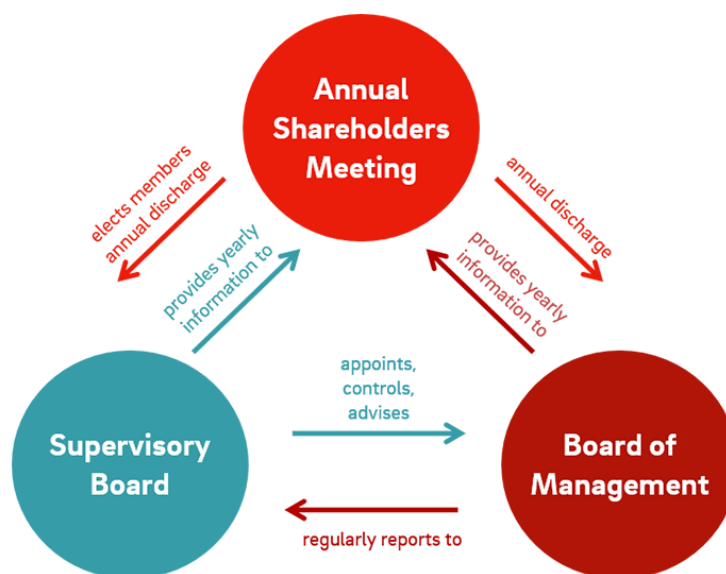 Annual
Shareholders
Meeting
elects members
annual discharge
provides yearly
information to
annual discharge
provides yearly
information to
appoints,
controls,
advises
Supervisory
Board
Board of
Management
regularly reports to